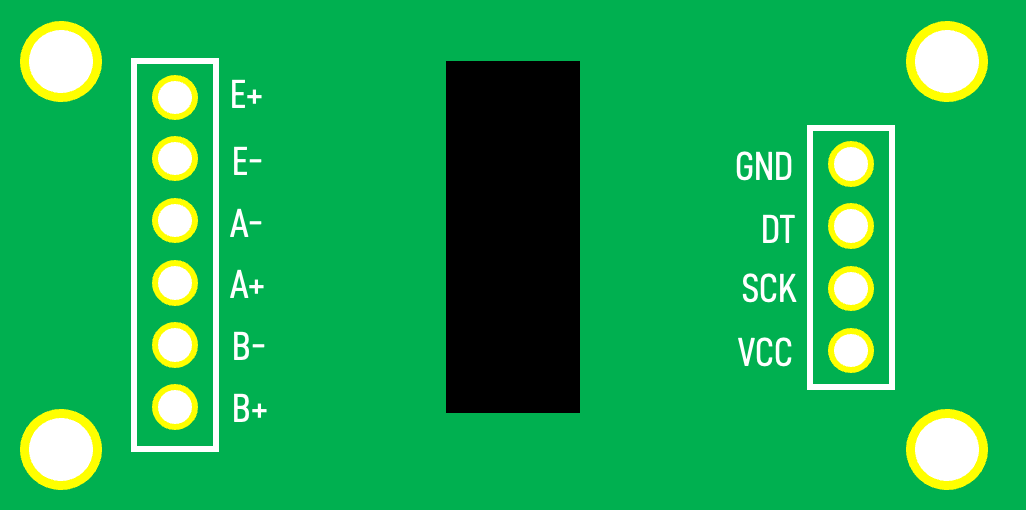 E+
E-
A-
A+
B-
B+
GND
DT
SCK
VCC